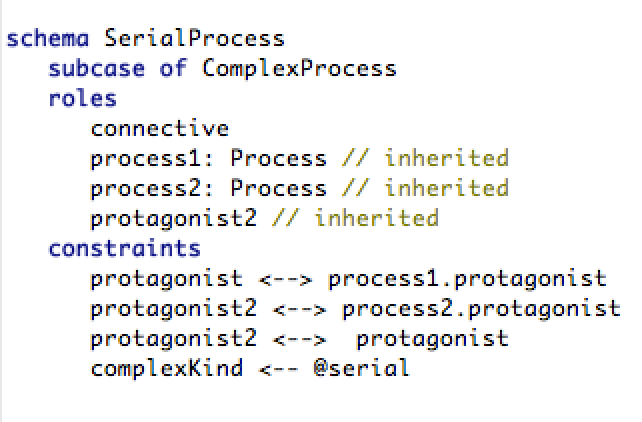 schema SerialProcess
subcase of ComplexProcess
roles
connective
process1: Process // inherited
process2: Process // inherited
protagonist2 // inherited
constraints
protagonist <--> process1.protagonist
protagonist2 <--> process2.protagonist
protagonist2 <-->  protagonist
complexKind <-- @serial